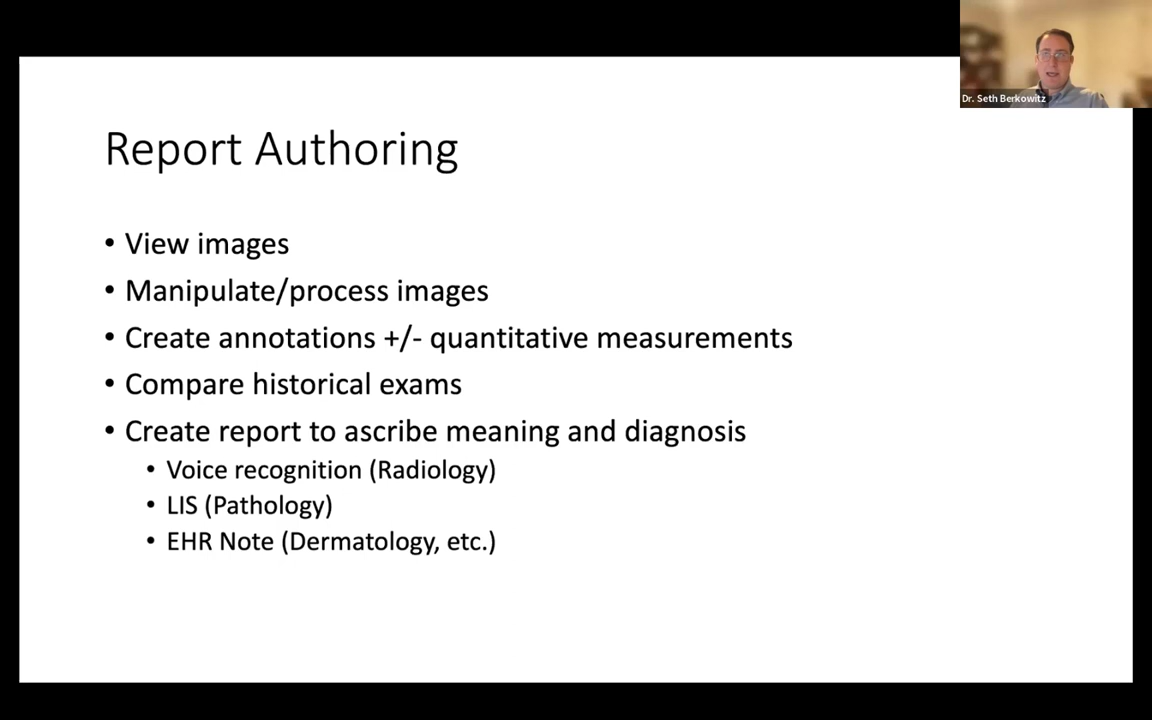 Dr. Seth Berkowitz
Report Authoring
• View images
• Manipulate/process images
• Create annotations +/- quantitative measurements
• Compare historical exams
• Create report to ascribe meaning and diagnosis
• Voice recognition (Radiology)
• LIS (Pathology)
• EHR Note (Dermatology, etc.)